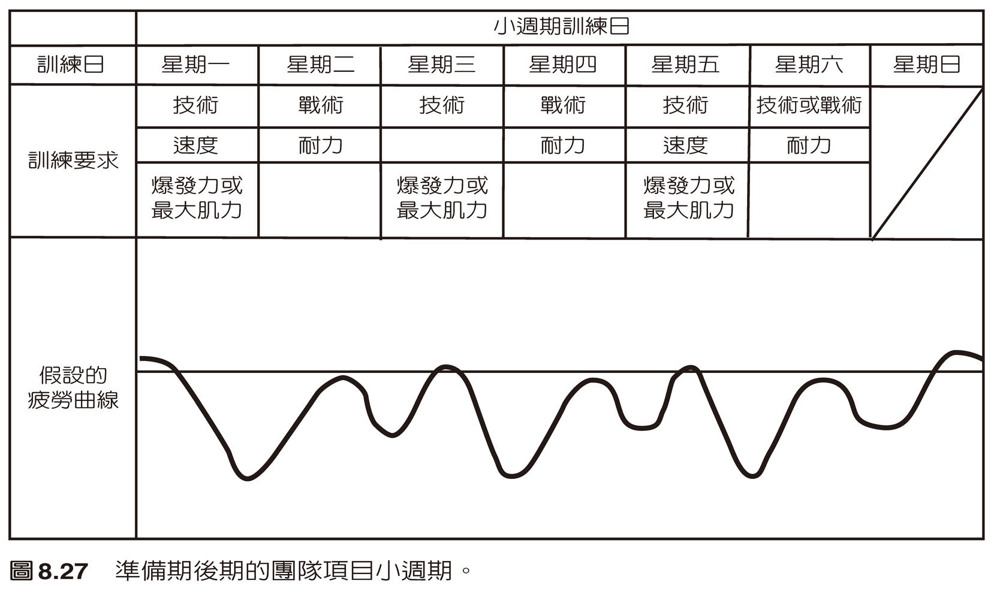 小週期訓練日
訓練日 星期一 星期二 星期三 星期四 星期五 星期六 星期日
訓練要求
技術 戰術 技術 戰術 技術 技術或戰術
速度 耐力 耐力 速度 耐力
爆發力或 爆發力或 爆發力或
最大肌力 最大肌力 最大肌力
假設的
疲勞曲線
圖8.27 準備期後期的團隊項目小週期。